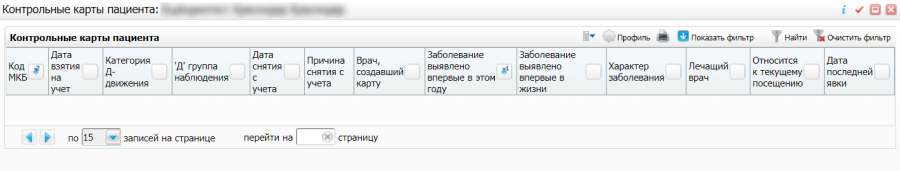 Контрольные карты пациента:
Контрольные карты пациента
Профиль Показать фильтр Найти Очистить фильтр
Код МКБ
Дата взятия на учет
Категория Д-движения
'Д' группа наблюдения
Дата снятия с учета
Причина снятия с учета
Врач, создавший карту
Заболевание выявлено впервые в этом году
Заболевание выявлено впервые в жизни
Характер заболевания
Лечащий врач
Относится к текущему посещению
Дата последней явки
по 15 записей на странице перейти на страницу